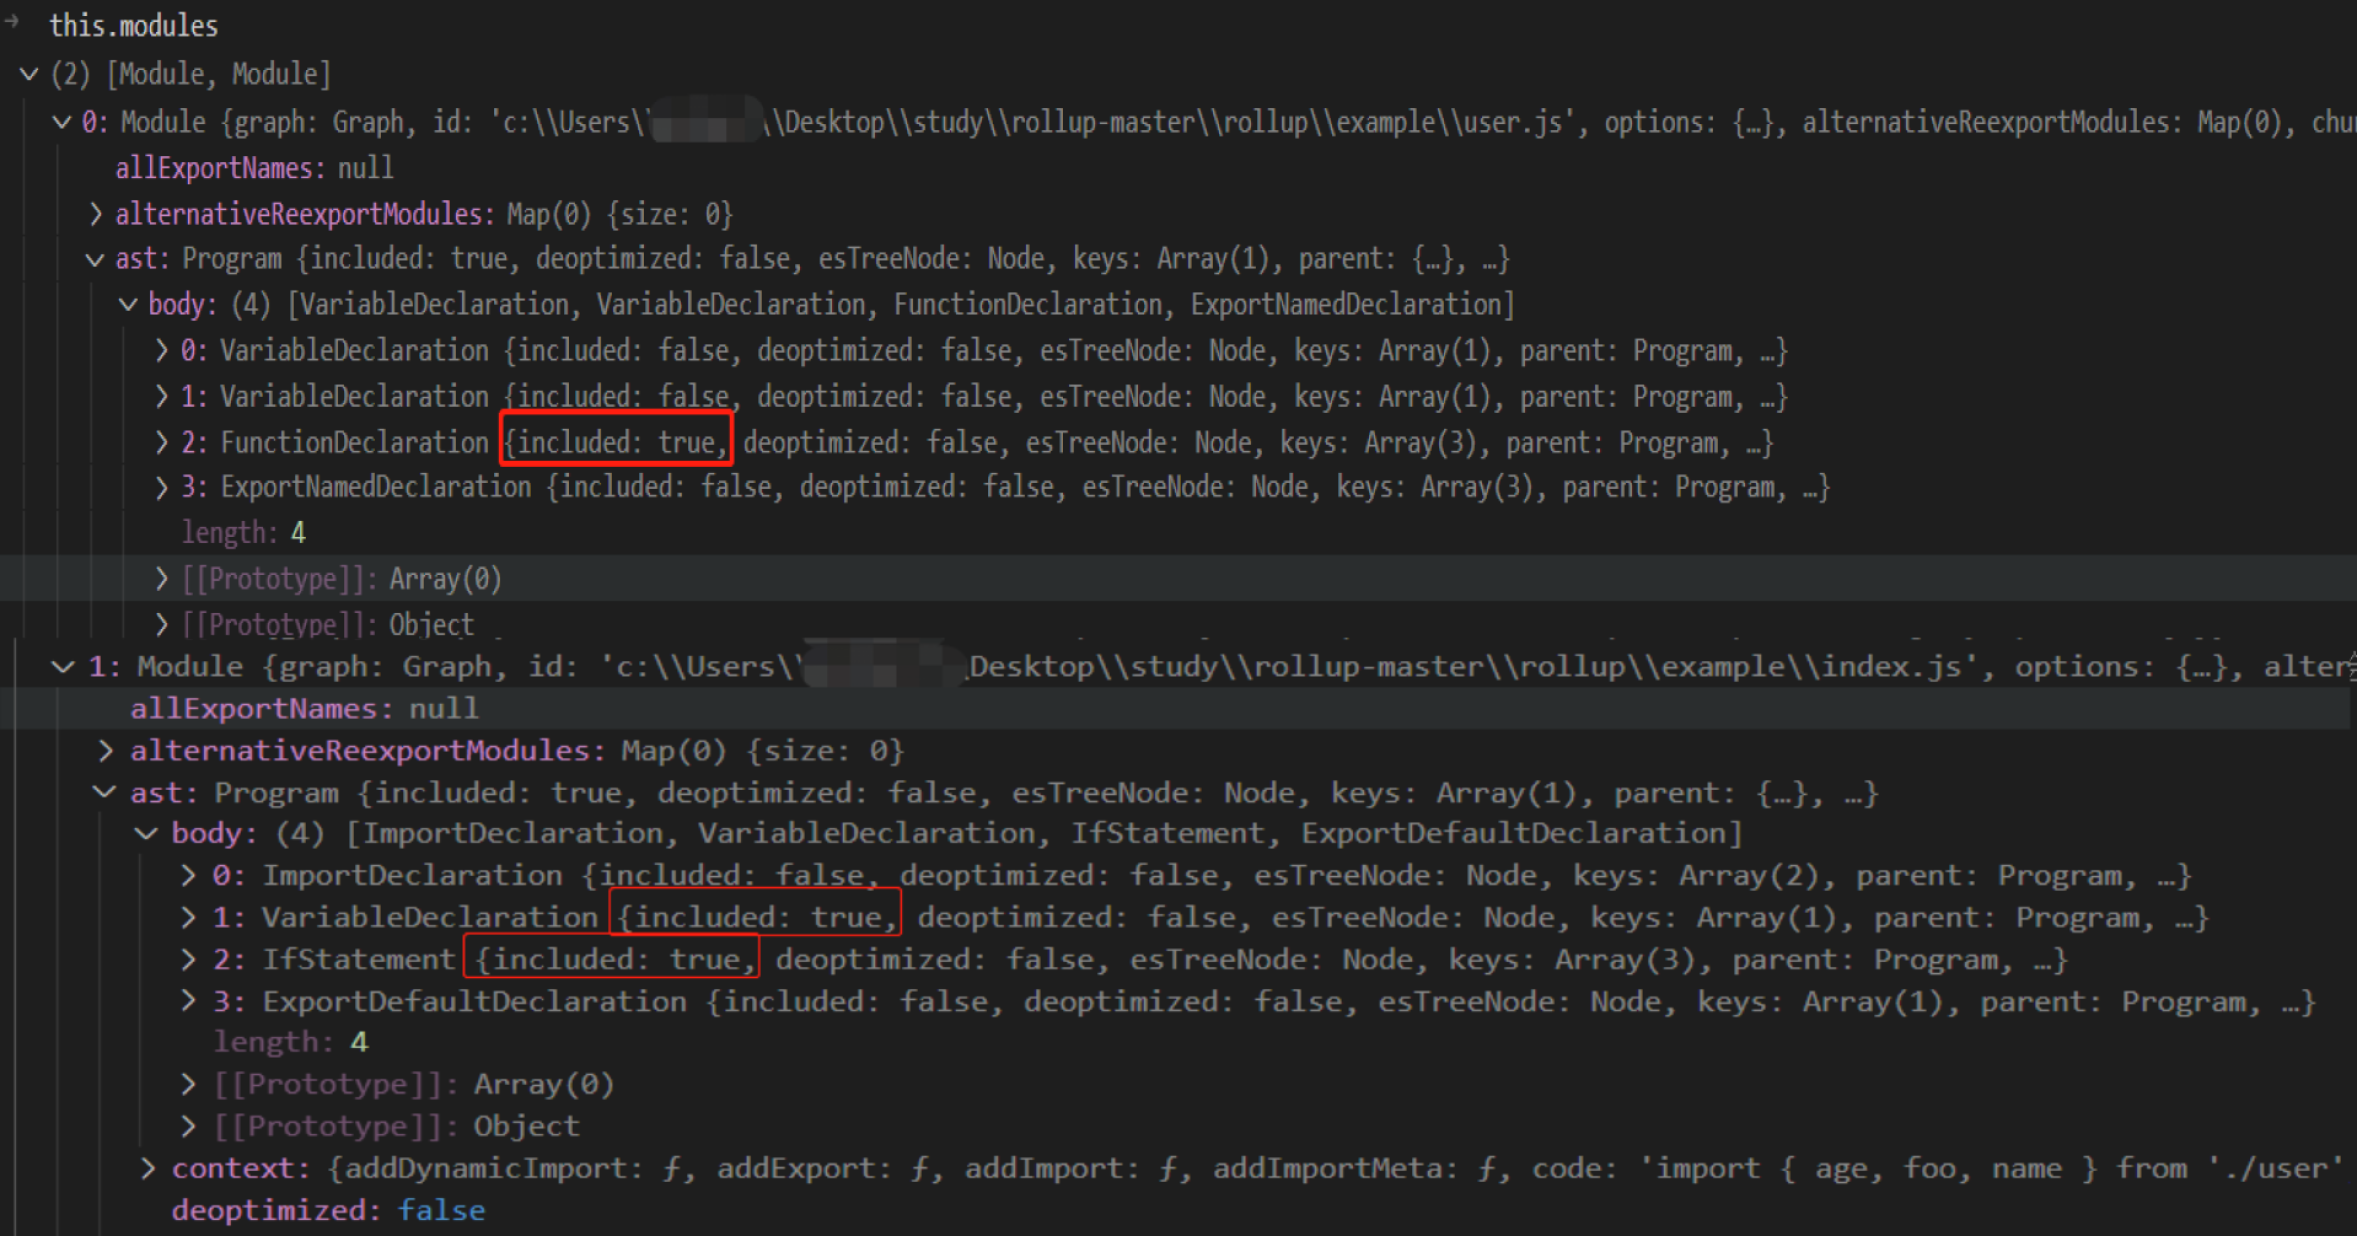 this.modules
(2) [Module, Module]
0: Module {graph: Graph, id: 'c:\\Users\\ \\Desktop\\study\\rollup-master\\rollup\\example\\user.js', options: {…}, alternativeReexportModules: Map(0), chu
allExportNames: null
alternativeReexportModules: Map(0) {size: 0}
ast: Program {included: true, deoptimized: false, esTreeNode: Node, keys: Array(1), parent: {…}, …}
body: (4) [VariableDeclaration, VariableDeclaration, FunctionDeclaration, ExportNamedDeclaration]
0: VariableDeclaration {included: false, deoptimized: false, esTreeNode: Node, keys: Array(1), parent: Program, …}
1: VariableDeclaration {included: false, deoptimized: false, esTreeNode: Node, keys: Array(1), parent: Program, …}
2: FunctionDeclaration {included: true, deoptimized: false, esTreeNode: Node, keys: Array(3), parent: Program, …}
3: ExportNamedDeclaration {included: false, deoptimized: false, esTreeNode: Node, keys: Array(3), parent: Program, …}
length: 4
[[Prototype]]: Array(0)
[[Prototype]]: Object
1: Module {graph: Graph, id: 'c:\\Users\\ Desktop\\study\\rollup-master\\rollup\\example\\index.js', options: {…}, alter
allExportNames: null
alternativeReexportModules: Map(0) {size: 0}
ast: Program {included: true, deoptimized: false, esTreeNode: Node, keys: Array(1), parent: {…}, …}
body: (4) [ImportDeclaration, VariableDeclaration, IfStatement, ExportDefaultDeclaration]
0: ImportDeclaration {included: false, deoptimized: false, esTreeNode: Node, keys: Array(2), parent: Program, …}
1: VariableDeclaration {included: true, deoptimized: false, esTreeNode: Node, keys: Array(1), parent: Program, …}
2: IfStatement {included: true, deoptimized: false, esTreeNode: Node, keys: Array(3), parent: Program, …}
3: ExportDefaultDeclaration {included: false, deoptimized: false, esTreeNode: Node, keys: Array(1), parent: Program, …}
length: 4
[[Prototype]]: Array(0)
[[Prototype]]: Object
context: {addDynamicImport: ƒ, addExport: ƒ, addImport: ƒ, addImportMeta: ƒ, code: 'import { age, foo, name } from './user'
deoptimized: false